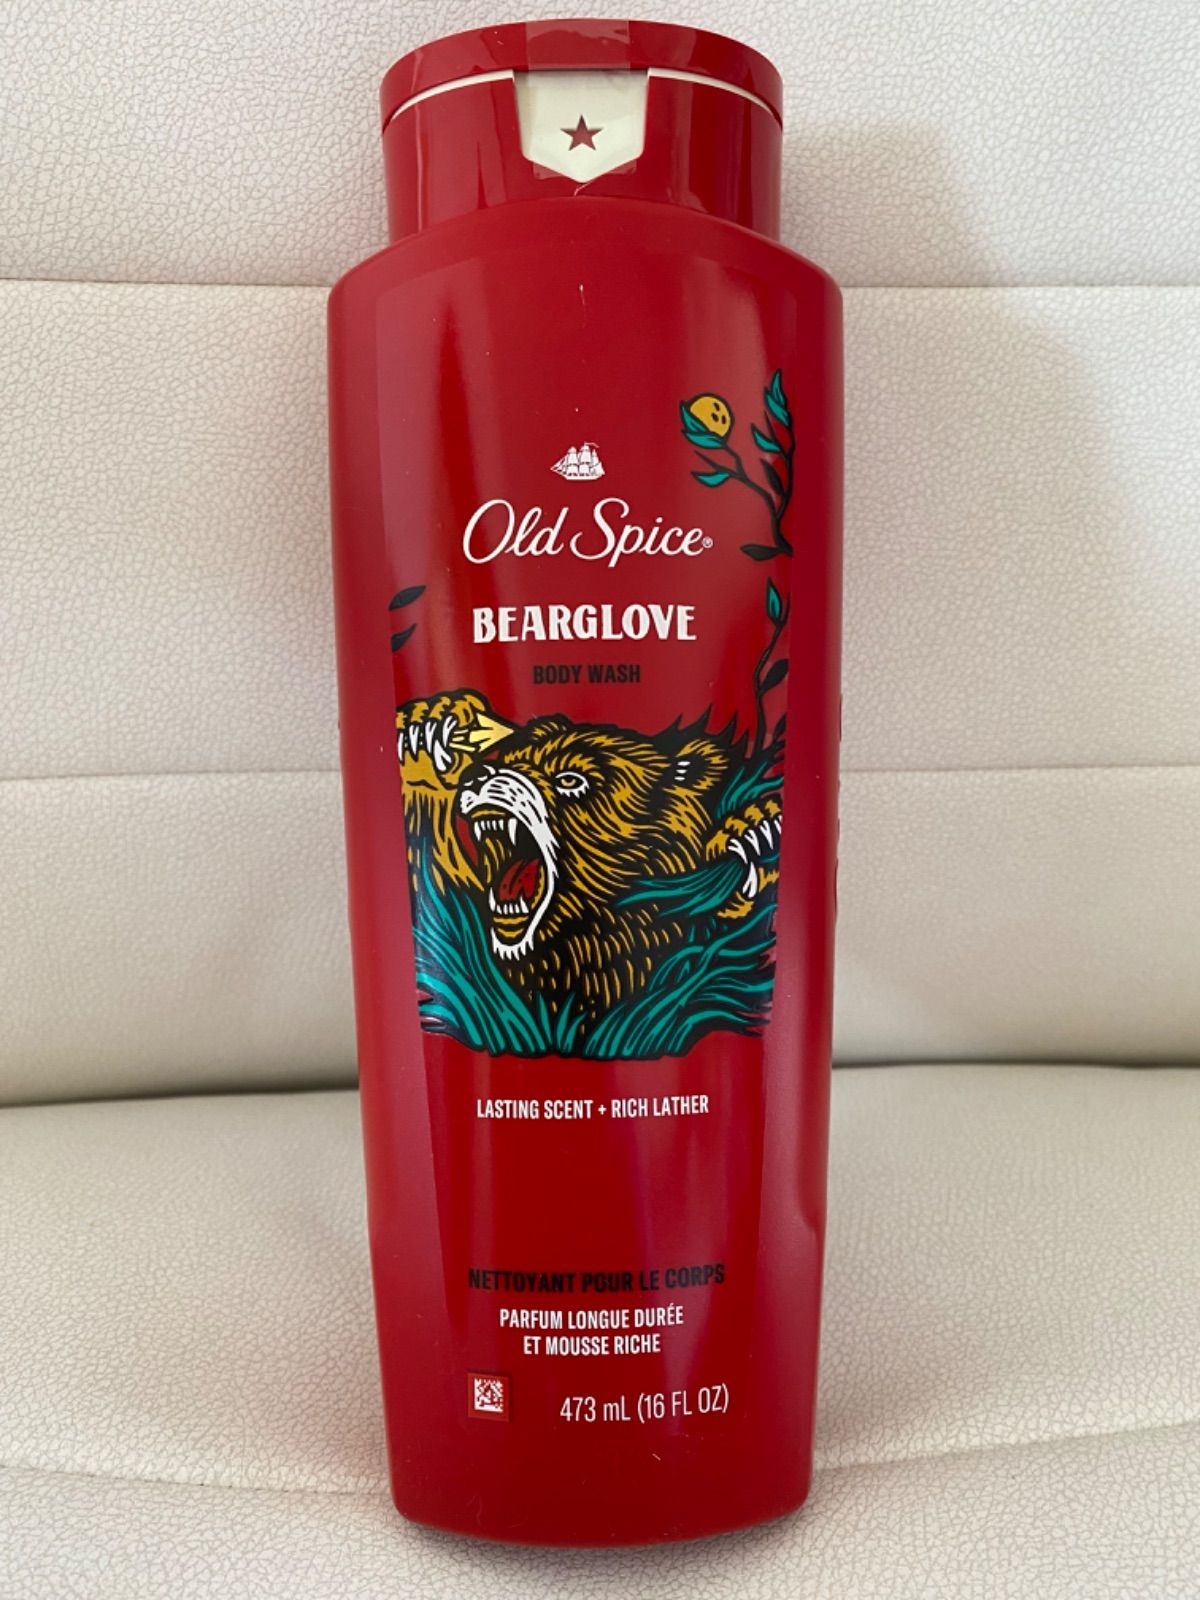 Old Spice®
BEARGLOVE
BODY WASH
LASTING SCENT + RICH LATHER
NETTOYANT POUR LE CORPS
PARFUM LONGUE DURÉE
ET MOUSSE RICHE
473 mL (16 FL OZ)